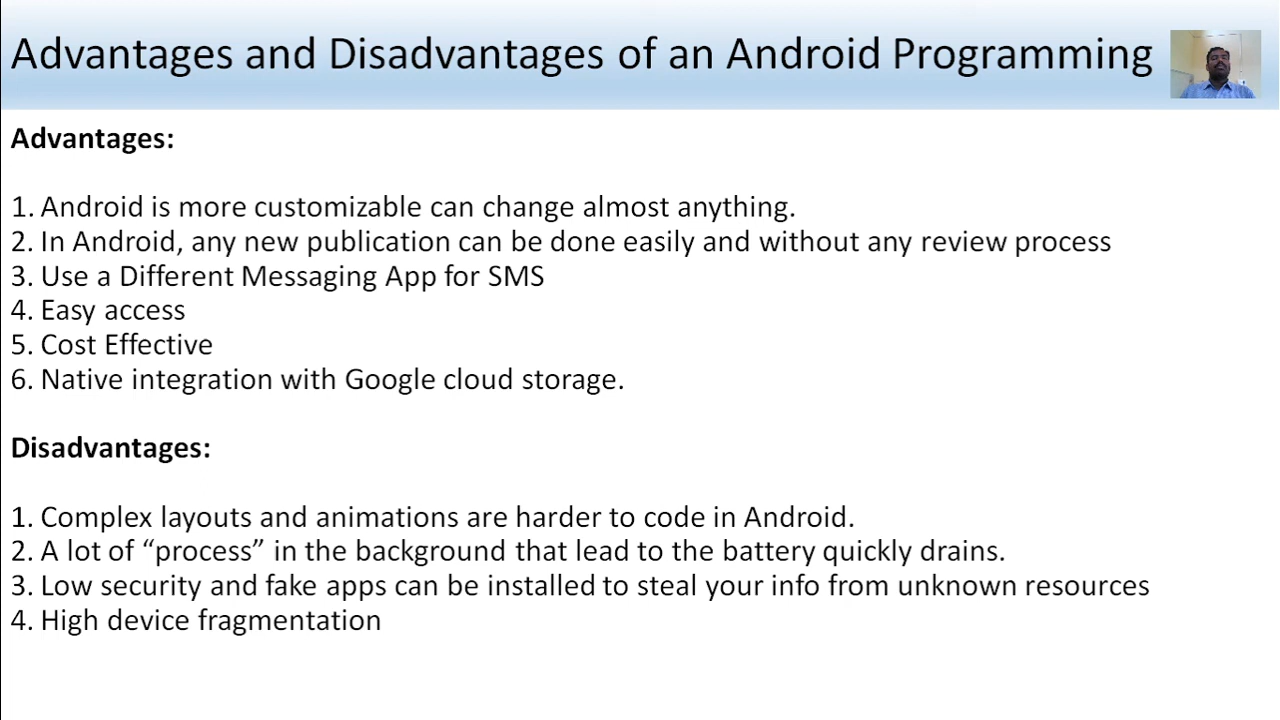 Advantages and Disadvantages of an Android Programming
Advantages:
1. Android is more customizable can change almost anything.
2. In Android, any new publication can be done easily and without any review process
3. Use a Different Messaging App for SMS
4. Easy access
5. Cost Effective
6. Native integration with Google cloud storage.
Disadvantages:
1. Complex layouts and animations are harder to code in Android.
2. A lot of “process” in the background that lead to the battery quickly drains.
3. Low security and fake apps can be installed to steal your info from unknown resources
4. High device fragmentation